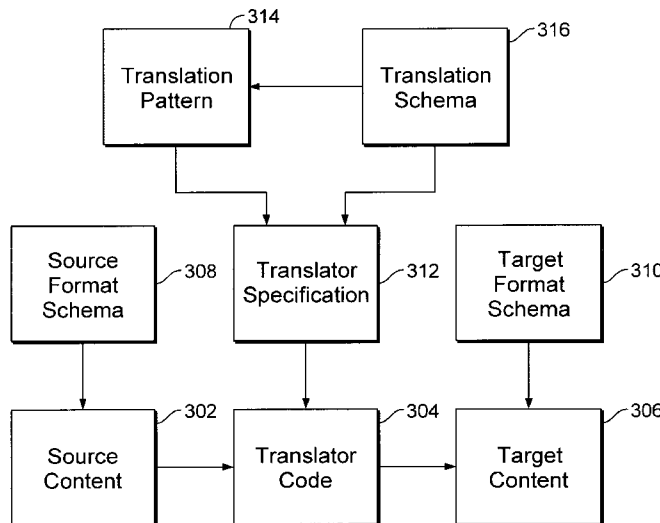 314
316
Translation
Pattern
Translation
Schema
Source
Format
Schema
308
Translator
Specification
312
Target
Format
Schema
310
302
304
306
Source
Content
Translator
Code
Target
Content